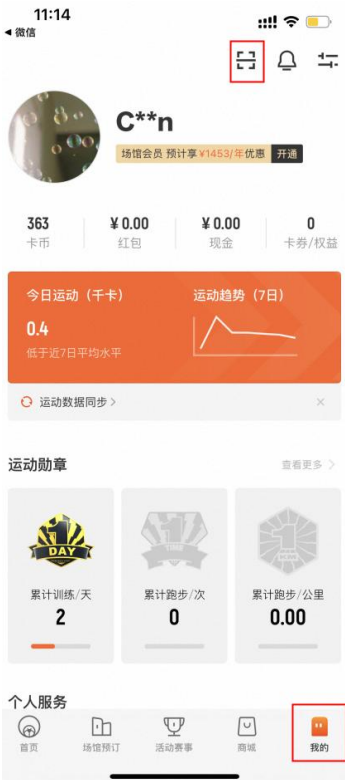 11:14
◀ 微信
C**n
场馆会员 预计享¥1453/年优惠 开通
363 ¥0.00 ¥0.00 0
卡币 红包 现金 卡券/权益
今日运动（千卡） 运动趋势（7日）
0.4
低于近7日平均水平
运动数据同步>
运动勋章 查看更多 >
DAY
累计训练/天 累计跑步/次 累计跑步/公里
2 0 0.00
个人服务
首页 场馆预订 活动赛事 商城 我的